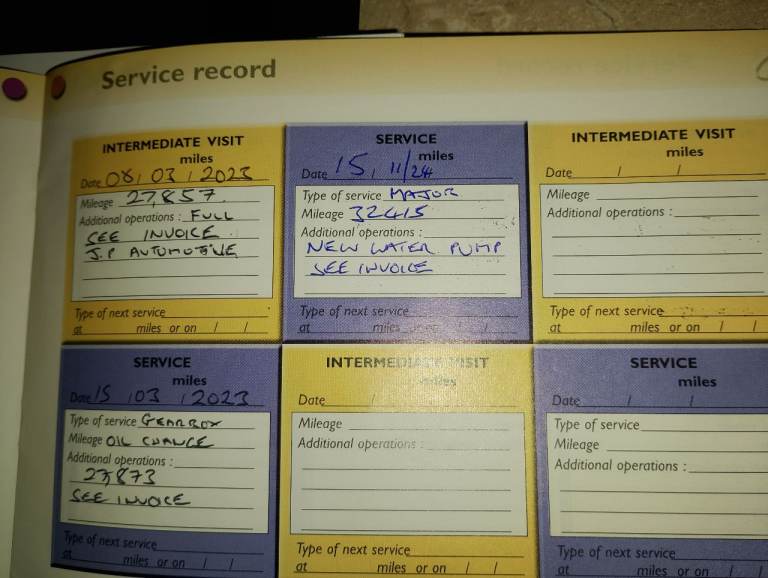 Service record
INTERMEDIATE VISIT
miles
Date 08 / 03 / 2023
Mileage 27,857
Additional operations : FULL
SEE INVOICE
J.P AUTOMOTIVE
Type of next service
at miles or on / /
SERVICE
miles
Date 15 / 11/24
Type of service MAJOR
Mileage 32415
Additional operations :
NEW WATER PUMP
SEE INVOICE
Type of next service
at miles or on / /
INTERMEDIATE VISIT
miles
Date / /
Mileage
Additional operations :
Type of next service
at miles or on / /
SERVICE
miles
Date 15 / 03 / 2023
Type of service GEARBOX
Mileage OIL CHANGE
Additional operations :
27,873
SEE INVOICE
Type of next service
at miles or on / /
INTERMEDIATE VISIT
miles
Date /
Mileage
Additional operations :
Type of next service
at miles or on / /
SERVICE
miles
Date / /
Type of service
Mileage
Additional operations :
Type of next service
at miles or on / /